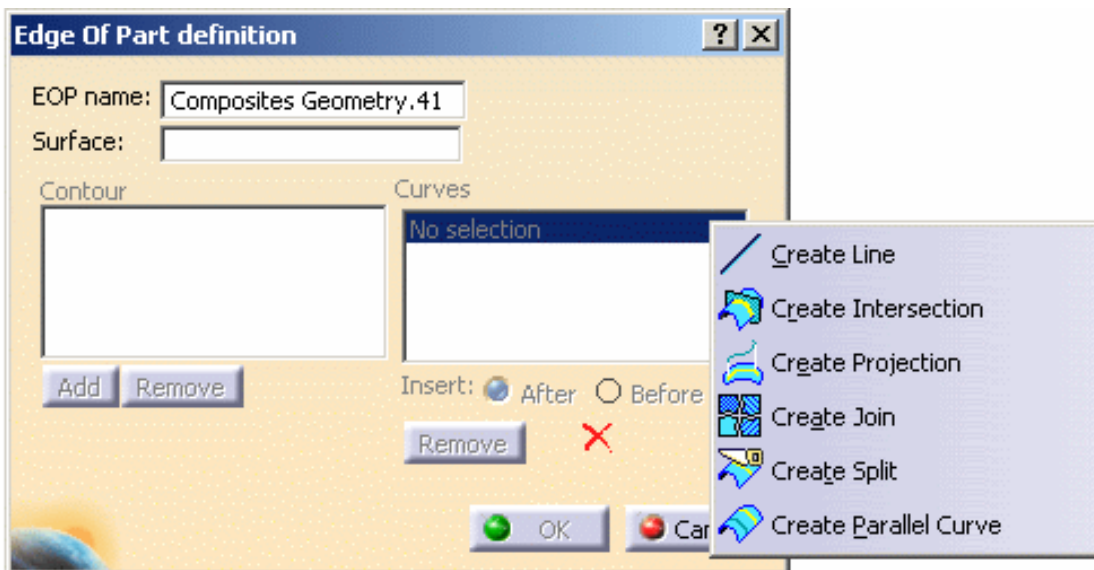 Edge Of Part definition
EOP name: Composites Geometry.41
Surface:
Contour
Curves
No selection
Add Remove
Insert: After Before
Remove
OK
Create Line
Create Intersection
Create Projection
Create Join
Create Split
Create Parallel Curve